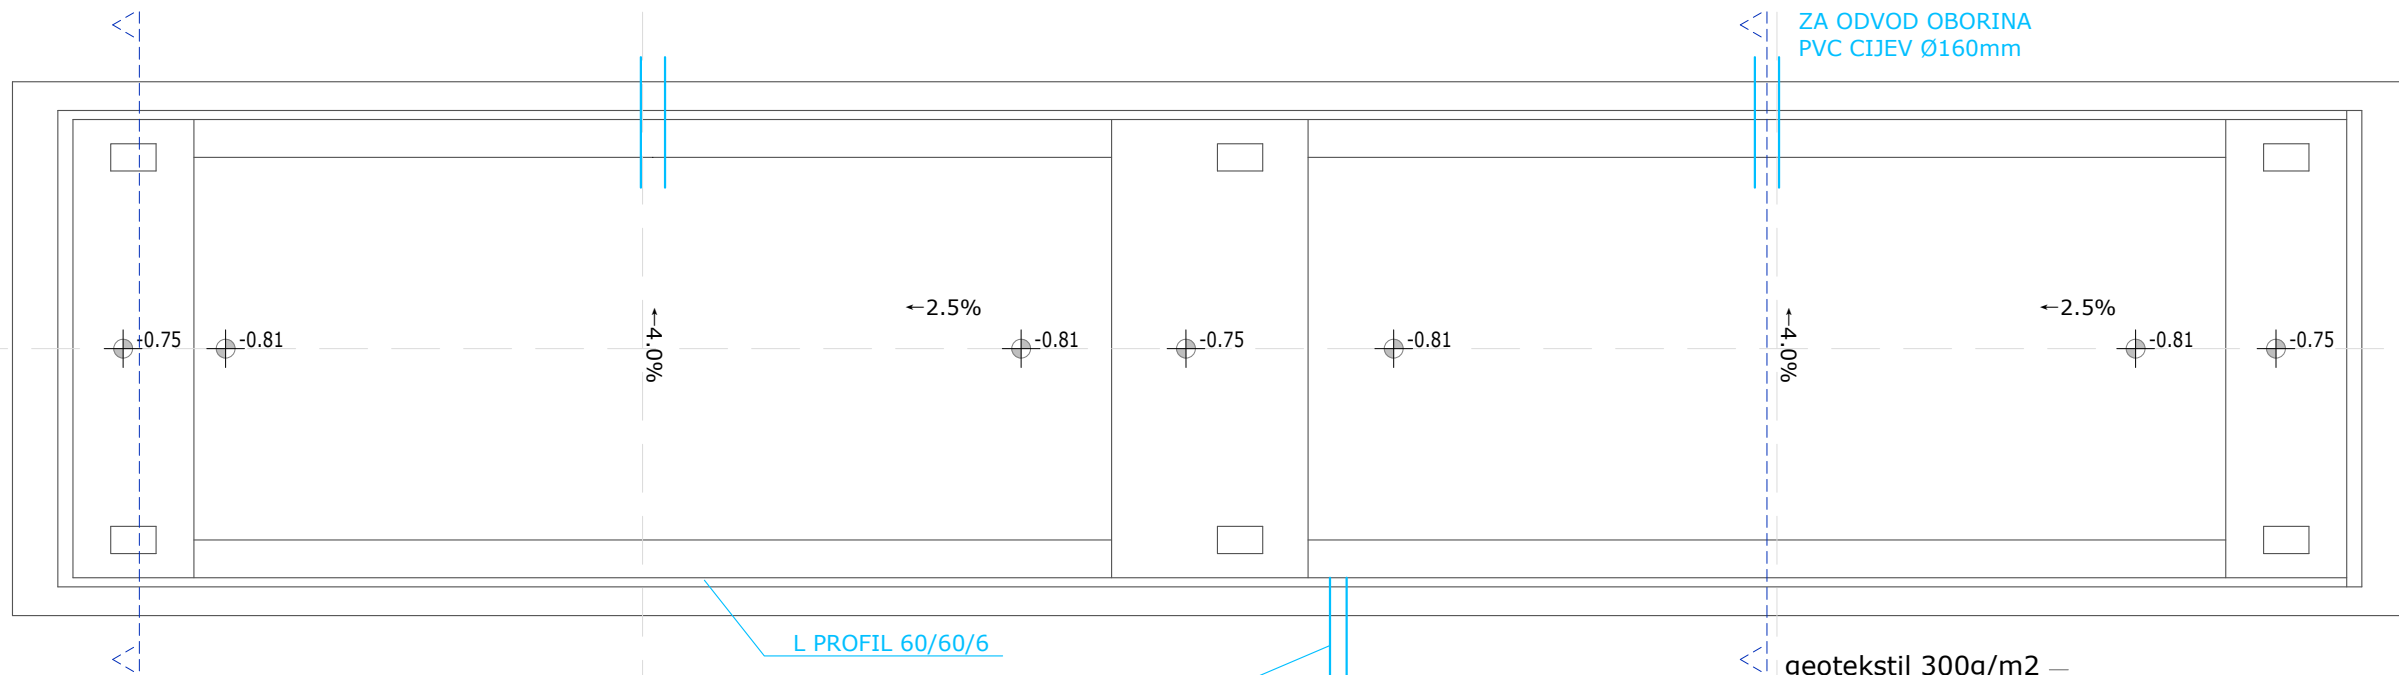 ZA ODVOD OBORINA
PVC CIJEV Ø160mm
←2.5%
←2.5%
←4.0%
←4.0%
-0.75
-0.81
-0.81
-0.75
-0.81
-0.81
-0.75
L PROFIL 60/60/6
geotekstil 300g/m2